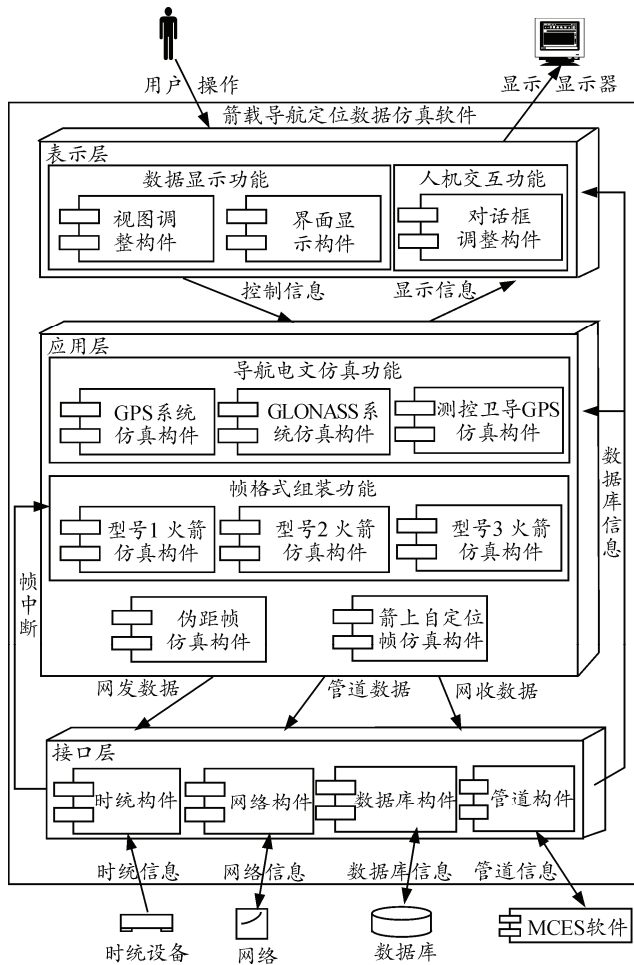 用户 操作
显示 显示器
箭载导航定位数据仿真软件
表示层
数据显示功能
人机交互功能
视图调
整构件
界面显
示构件
对话框
调整构件
控制信息
显示信息
应用层
导航电文仿真功能
GPS系统
仿真构件
GLONASS系
统仿真构件
测控卫导GPS
仿真构件
数据库信息
帧格式组装功能
型号1 火箭
仿真构件
型号2 火箭
仿真构件
型号3 火箭
仿真构件
帧中断
伪距帧
仿真构件
箭上自定位
帧仿真构件
网发数据
管道数据
网收数据
接口层
时统构件
网络构件
数据库构件
管道构件
时统信息
网络信息
数据库信息
管道信息
时统设备
网络
数据库
MCES软件